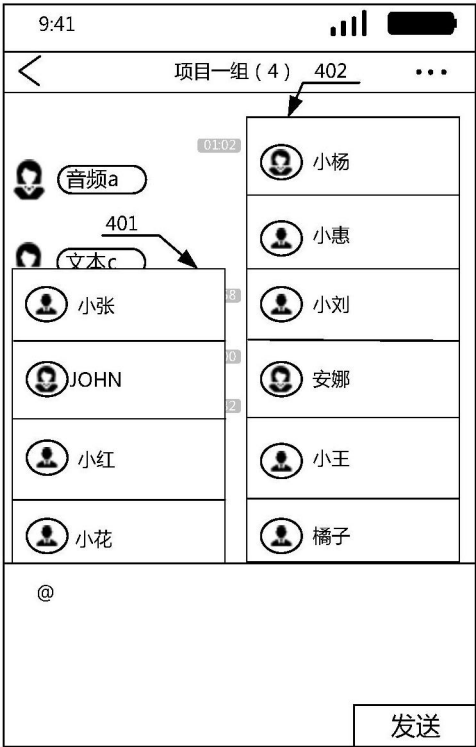 9:41
项目一组（4）
402
01:02
音频a
401
文本c
小张
JOHN
小红
小花
小杨
小惠
小刘
安娜
小王
橘子
@
发送